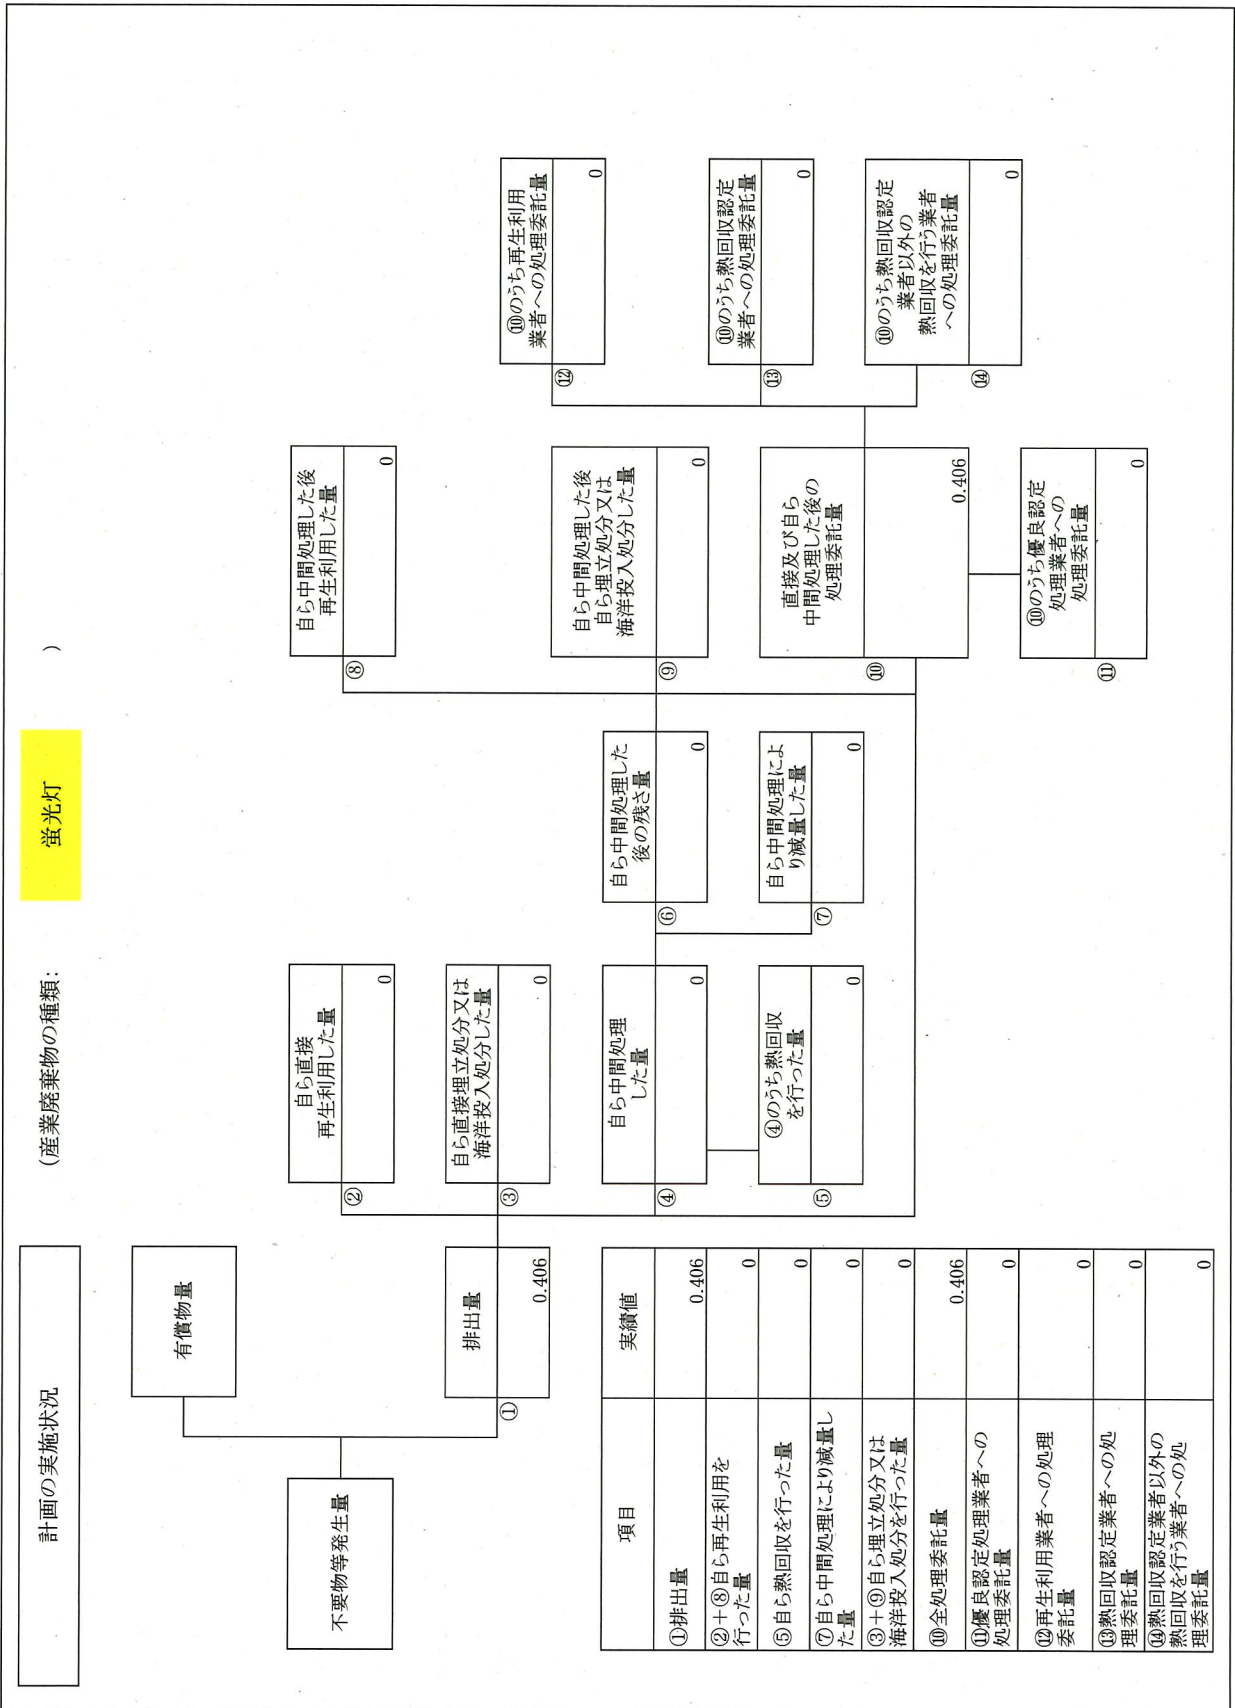 計画の実施状況
(産業廃棄物の種類：
蛍光灯
)
有償物量
不要物等発生量
排出量
①
0.406
自ら直接
再生利用した量
②
0
自ら直接埋立処分又は
海洋投入処分した量
③
0
自ら中間処理
した量
④
0
④のうち熱回収
を行った量
⑤
0
自ら中間処理した
後の残さ量
⑥
0
自ら中間処理によ
り減量した量
⑦
0
自ら中間処理した後
再生利用した量
⑧
0
自ら中間処理した後
自ら埋立処分又は
海洋投入処分した量
⑨
0
直接及び自ら
中間処理した後の
処理委託量
⑩
0.406
⑩のうち優良認定
処理業者への
処理委託量
⑪
0
⑩のうち再生利用
業者への処理委託量
⑫
0
⑩のうち熱回収認定
業者への処理委託量
⑬
0
⑩のうち熱回収認定
業者以外の
熱回収を行う業者
への処理委託量
⑭
0
項目 実績値
①排出量 0.406
②+⑧自ら再生利用を
行った量 0
⑤自ら熱回収を行った量 0
⑦自ら中間処理により減量し
た量 0
③+⑨自ら埋立処分又は
海洋投入処分を行った量 0
⑩全処理委託量 0.406
⑪優良認定処理業者への
処理委託量 0
⑫再生利用業者への処理
委託量 0
⑬熱回収認定業者への処
理委託量 0
⑭熱回収認定業者以外の
熱回収を行う業者への処
理委託量 0